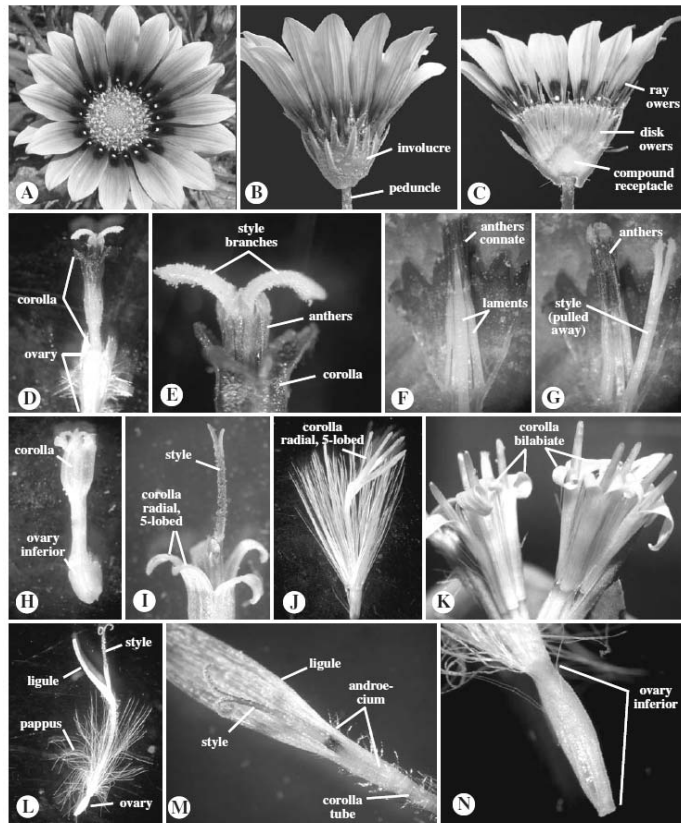 ray
owers
disk
owers
involucre
compound
receptacle
peduncle
A
B
C
style
branches
anthers
connate
anthers
corolla
anthers
laments
style
(pulled
away)
ovary
corolla
D
E
F
G
corolla
radial, 5-lobed
corolla
bilabiate
corolla
style
corolla
radial,
5-lobed
ovary
inferior
H
I
J
K
style
ligule
ligule
androe-
cium
ovary
inferior
pappus
style
ovary
corolla
tube
L
M
N